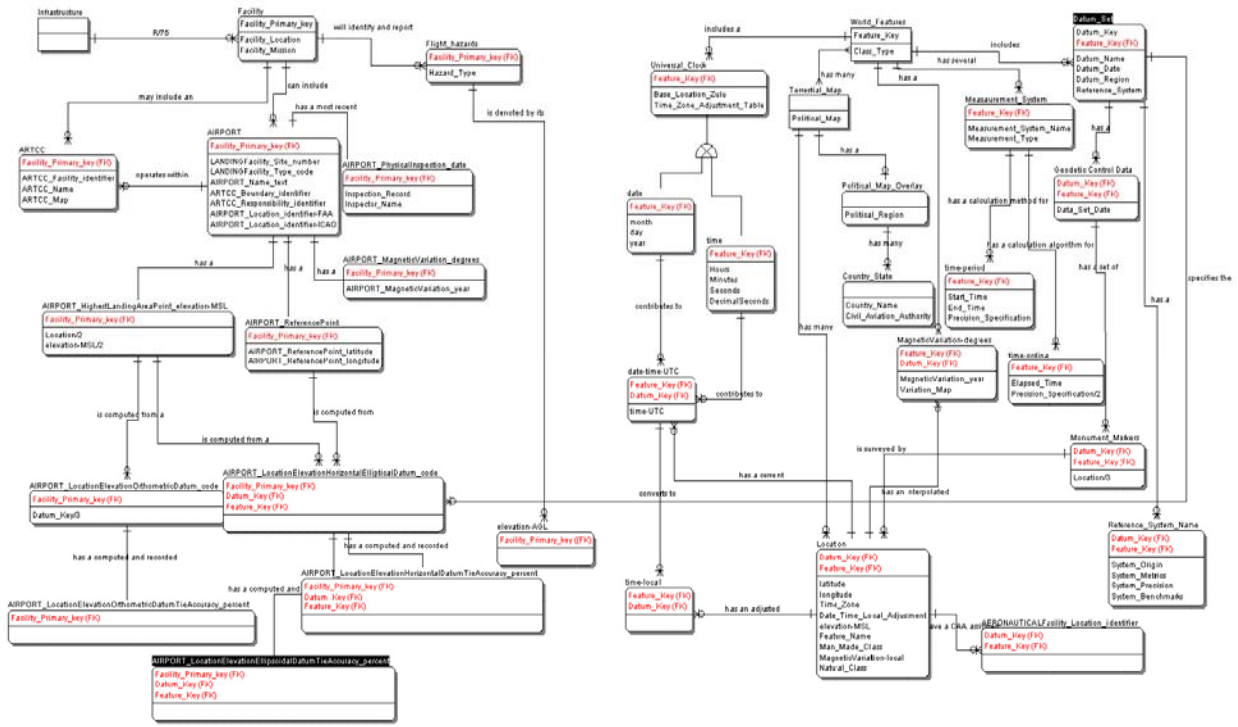 Infrastructure
R/75
Facility
Facility_Primary_key
Facility_Location
Facility_Mission
will identify and report
Flight_hazards
Facility_Primary_key (FK)
Hazard_Type
may include an
can include
has a most recent
is denoted by its
ARTCC
Facility_Primary_key (FK)
ARTCC_Facility_identifier
ARTCC_Name
ARTCC_Map
operates within
AIRPORT
Facility_Primary_key (FK)
LANDINGFacility_Site_number
LANDINGFacility_Type_code
AIRPORT_Name_text
ARTCC_Boundary_identifier
ARTCC_Responsibility_identifier
AIRPORT_Location_identifier-FAA
AIRPORT_Location_identifier-ICAO
AIRPORT_PhysicalInspection_date
Facility_Primary_key (FK)
Inspection_Record
Inspector_Name
has a
has a
has a
AIRPORT_MagneticVariation_degrees
Facility_Primary_key (FK)
AIRPORT_MagneticVariation_year
AIRPORT_HighestLandingAreaPoint_elevation-MSL
Facility_Primary_key (FK)
Location/2
elevation-MSL/2
AIRPORT_ReferencePoint
Facility_Primary_key (FK)
AIRPORT_ReferencePoint_latitude
AIRPORT_ReferencePoint_longitude
is computed from a
is computed from
is computed from a
AIRPORT_LocationElevationOrthometricDatum_code
Facility_Primary_key (FK)
Datum_Key/3
AIRPORT_LocationElevationHorizontalEllipticalDatum_code
Facility_Primary_key (FK)
Datum_Key (FK)
Feature_Key (FK)
elevation-AGL
Facility_Primary_key (FK)
has a computed and recorded
has a computed and recorded
has a computed and
AIRPORT_LocationElevationHorizontalDatumTieAccuracy_percent
Facility_Primary_key (FK)
Datum_Key (FK)
Feature_Key (FK)
AIRPORT_LocationElevationOrthometricDatumTieAccuracy_percent
Facility_Primary_key (FK)
AIRPORT_LocationElevationEllipsoidalDatumTieAccuracy_percent
Facility_Primary_key (FK)
Datum_Key (FK)
Feature_Key (FK)
World_Features
Feature_Key
Class_Type
includes a
includes
has many
has a
has several
Universal_Clock
Feature_Key (FK)
Base_Location_Zulu
Time_Zone_Adjustment_Table
Terrestial_Map
Political_Map
has a
Political_Map_Overlay
Political_Region
has many
Country_State
Country_Name
Civil_Aviation_Authority
has many
Datum_Set
Datum_Key
Feature_Key (FK)
Datum_Name
Datum_Date
Datum_Region
Reference_System
Measaurement_System
Feature_Key (FK)
Measurement_System_Name
Measurement_Type
has a
Geodetic Control Data
Datum_Key (FK)
Feature_Key (FK)
Data_Set_Date
has a calculation method for
has a calculation algorithm for
has a set of
specifies the
has a
date
Feature_Key (FK)
month
day
year
time
Feature_Key (FK)
Hours
Minutes
Seconds
DecimalSeconds
contributes to
contributes to
time-period
Feature_Key (FK)
Start_Time
End_Time
Precision_Specification
MagneticVariation-degrees
Feature_Key (FK)
Datum_Key (FK)
MagneticVariation_year
Variation_Map
time-ordina
Feature_Key (FK)
Elapsed_Time
Precision_Specification/2
date-time-UTC
Feature_Key (FK)
Datum_Key (FK)
time-UTC
Monument_Markers
Datum_Key (FK)
Feature_Key (FK)
Location/3
is surveyed by
has a current
has an interpolated
converts to
Reference_System_Name
Datum_Key (FK)
Feature_Key (FK)
System_Origin
System_Metrics
System_Precision
System_Benchmarks
time-local
Feature_Key (FK)
Datum_Key (FK)
has an adjusted
Location
Datum_Key (FK)
Feature_Key (FK)
latitude
longitude
Time_Zone
Date_Time_Local_Adjustment
elevation-MSL
Feature_Name
Man_Made_Class
MagneticVariation-local
Natural_Class
AERONAUTICALFacility_Location_identifier
Datum_Key (FK)
Feature_Key (FK)